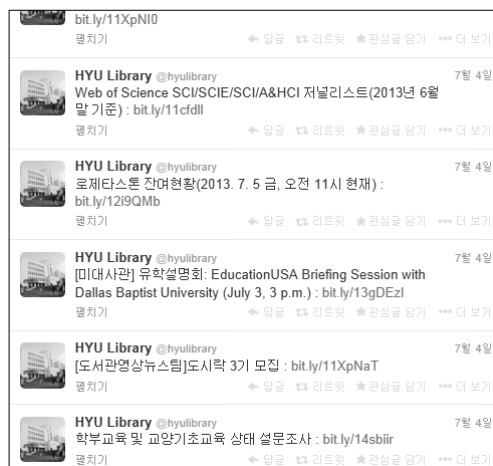 bit.ly/11XpNI0
펼치기 답글 리트윗 관심글 담기 더 보기
HYU Library @hyulibrary 7월 4일
Web of Science SCI/SCIE/SCI/A&HCI 저널리스트(2013년 6월
말 기준) : bit.ly/11cfdlI
펼치기 답글 리트윗 관심글 담기 더 보기
HYU Library @hyulibrary 7월 4일
로제타스톤 잔여현황(2013. 7. 5 금, 오전 11시 현재) :
bit.ly/12i9QMb
펼치기 답글 리트윗 관심글 담기 더 보기
HYU Library @hyulibrary 7월 4일
[미대사관] 유학설명회: EducationUSA Briefing Session with
Dallas Baptist University (July 3, 3 p.m.) : bit.ly/13gDEzI
펼치기 답글 리트윗 관심글 담기 더 보기
HYU Library @hyulibrary 7월 4일
[도서관영상뉴스팀]도시락 3기 모집 : bit.ly/11XpNaT
펼치기 답글 리트윗 관심글 담기 더 보기
HYU Library @hyulibrary 7월 4일
학부교육 및 교양기초교육 상태 설문조사 : bit.ly/14sbiir
펼치기 답글 리트윗 관심글 담기 더 보기